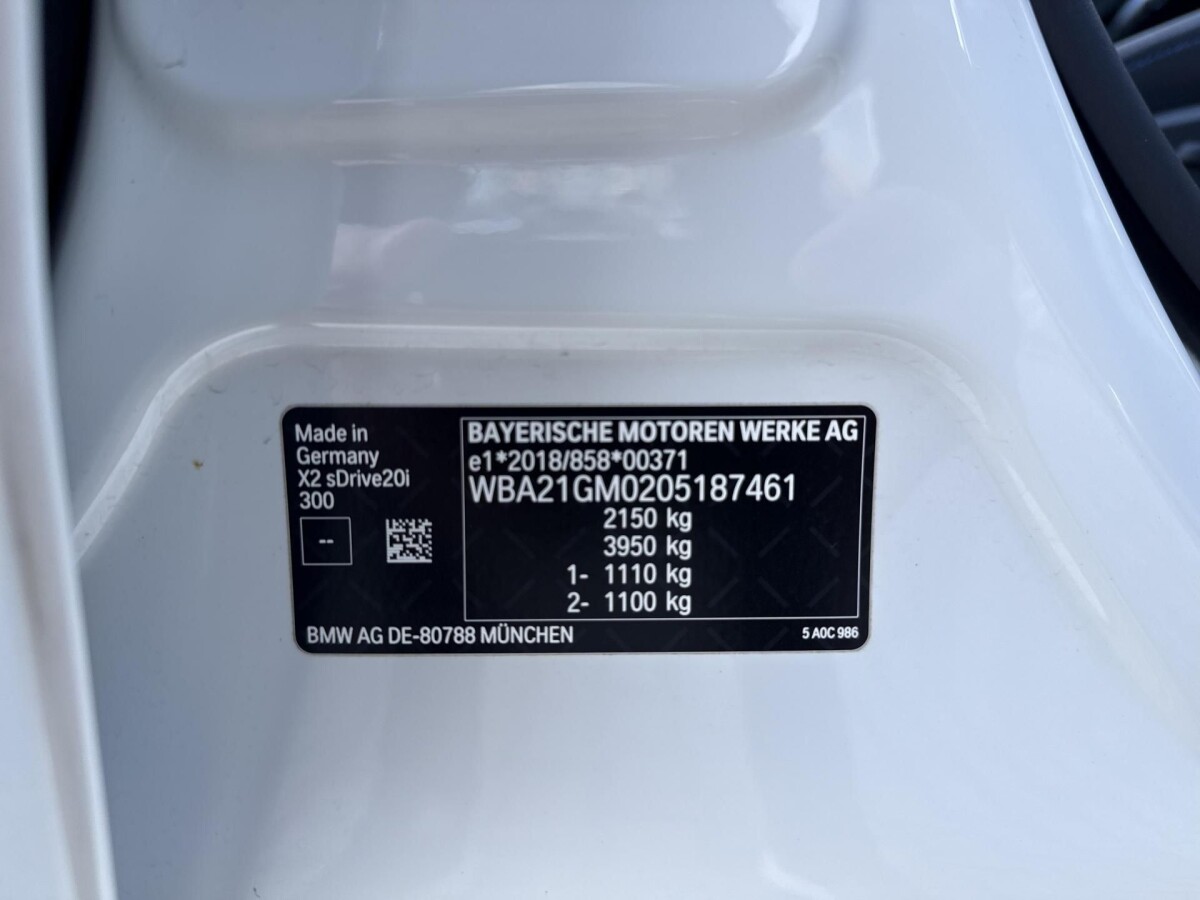 Made in
Germany
X2 sDrive20i
300
--
BAYERISCHE MOTOREN WERKE AG
e1*2018/858*00371
WBA21GM0205187461
2150 kg
3950 kg
1- 1110 kg
2- 1100 kg
BMW AG DE-80788 MÜNCHEN
5 A0C 986